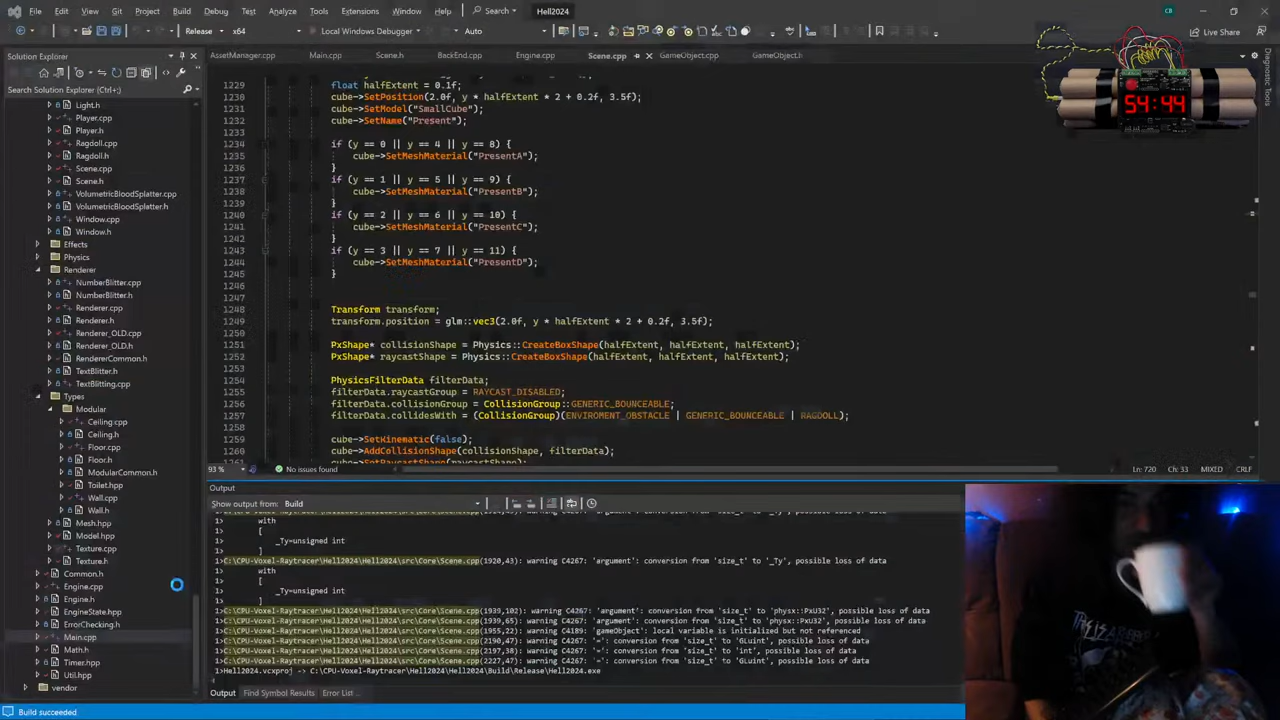 File Edit View Git Project Build Debug Test Analyze Tools Extensions Window Help Search Hell2024 CB
Release x64 Local Windows Debugger Auto Live Share
Solution Explorer
AssetManager.cpp Main.cpp Scene.h BackEnd.cpp Engine.cpp Scene.cpp GameObject.cpp GameObject.h
Search Solution Explorer (Ctrl+;)
Light.h
Player.cpp
Player.h
Ragdoll.cpp
Ragdoll.h
Scene.cpp
Scene.h
VolumetricBloodSplatter.cpp
VolumetricBloodSplatter.h
Window.cpp
Window.h
Effects
Physics
Renderer
NumberBlitter.cpp
NumberBlitter.h
Renderer.cpp
Renderer.h
Renderer_OLD.cpp
Renderer_OLD.h
RendererCommon.h
TextBlitter.h
TextBlitting.cpp
Types
Modular
Ceiling.cpp
Ceiling.h
Floor.cpp
Floor.h
ModularCommon.h
Toilet.hpp
Wall.cpp
Wall.h
Mesh.hpp
Model.hpp
Texture.cpp
Texture.h
Common.h
Engine.cpp
Engine.h
EngineState.hpp
ErrorChecking.h
Main.cpp
Math.h
Timer.hpp
Util.hpp
vendor
1229 float halfExtent = 0.1f;
1230 cube->SetPosition(2.0f, y * halfExtent * 2 + 0.2f, 3.5f);
1231 cube->SetModel("SmallCube");
1232 cube->SetName("Present");
1233
1234 if (y == 0 || y == 4 || y == 8) {
1235 cube->SetMeshMaterial("PresentA");
1236 }
1237 if (y == 1 || y == 5 || y == 9) {
1238 cube->SetMeshMaterial("PresentB");
1239 }
1240 if (y == 2 || y == 6 || y == 10) {
1241 cube->SetMeshMaterial("PresentC");
1242 }
1243 if (y == 3 || y == 7 || y == 11) {
1244 cube->SetMeshMaterial("PresentD");
1245 }
1246
1247
1248 Transform transform;
1249 transform.position = glm::vec3(2.0f, y * halfExtent * 2 + 0.2f, 3.5f);
1250
1251 PxShape* collisionShape = Physics::CreateBoxShape(halfExtent, halfExtent, halfExtent);
1252 PxShape* raycastShape = Physics::CreateBoxShape(halfExtent, halfExtent, halfExtent);
1253
1254 PhysicsFilterData filterData;
1255 filterData.raycastGroup = RAYCAST_DISABLED;
1256 filterData.collisionGroup = CollisionGroup::GENERIC_BOUNCEABLE;
1257 filterData.collidesWith = (CollisionGroup)(ENVIROMENT_OBSTACLE | GENERIC_BOUNCEABLE | RAGDOLL);
1258
1259 cube->SetKinematic(false);
1260 cube->AddCollisionShape(collisionShape, filterData);
1261 cube->SetRaycastShape(raycastShape);
54:44
Diagnostic Tools
93 % No issues found Ln: 720 Ch: 33 MIXED CRLF
Output
Show output from: Build
1> with
1> [
1> _Ty=unsigned int
1> ]
1>C:\CPU-Voxel-Raytracer\Hell2024\Hell2024\src\Core\Scene.cpp(1920,43): warning C4267: 'argument': conversion from 'size_t' to '_Ty', possible loss of data
1> with
1> [
1> _Ty=unsigned int
1> ]
1>C:\CPU-Voxel-Raytracer\Hell2024\Hell2024\src\Core\Scene.cpp(1939,102): warning C4267: 'argument': conversion from 'size_t' to 'physx::PxU32', possible loss of data
1>C:\CPU-Voxel-Raytracer\Hell2024\Hell2024\src\Core\Scene.cpp(1939,65): warning C4267: 'argument': conversion from 'size_t' to 'physx::PxU32', possible loss of data
1>C:\CPU-Voxel-Raytracer\Hell2024\Hell2024\src\Core\Scene.cpp(1955,22): warning C4189: 'gameObject': local variable is initialized but not referenced
1>C:\CPU-Voxel-Raytracer\Hell2024\Hell2024\src\Core\Scene.cpp(2190,47): warning C4267: '=': conversion from 'size_t' to 'GLuint', possible loss of data
1>C:\CPU-Voxel-Raytracer\Hell2024\Hell2024\src\Core\Scene.cpp(2197,38): warning C4267: '=': conversion from 'size_t' to 'int', possible loss of data
1>C:\CPU-Voxel-Raytracer\Hell2024\Hell2024\src\Core\Scene.cpp(2227,47): warning C4267: '=': conversion from 'size_t' to 'GLuint', possible loss of data
1>Hell2024.vcxproj -> C:\CPU-Voxel-Raytracer\Hell2024\Hell2024\Build\Release\Hell2024.exe
Output Find Symbol Results Error List ...
Build succeeded